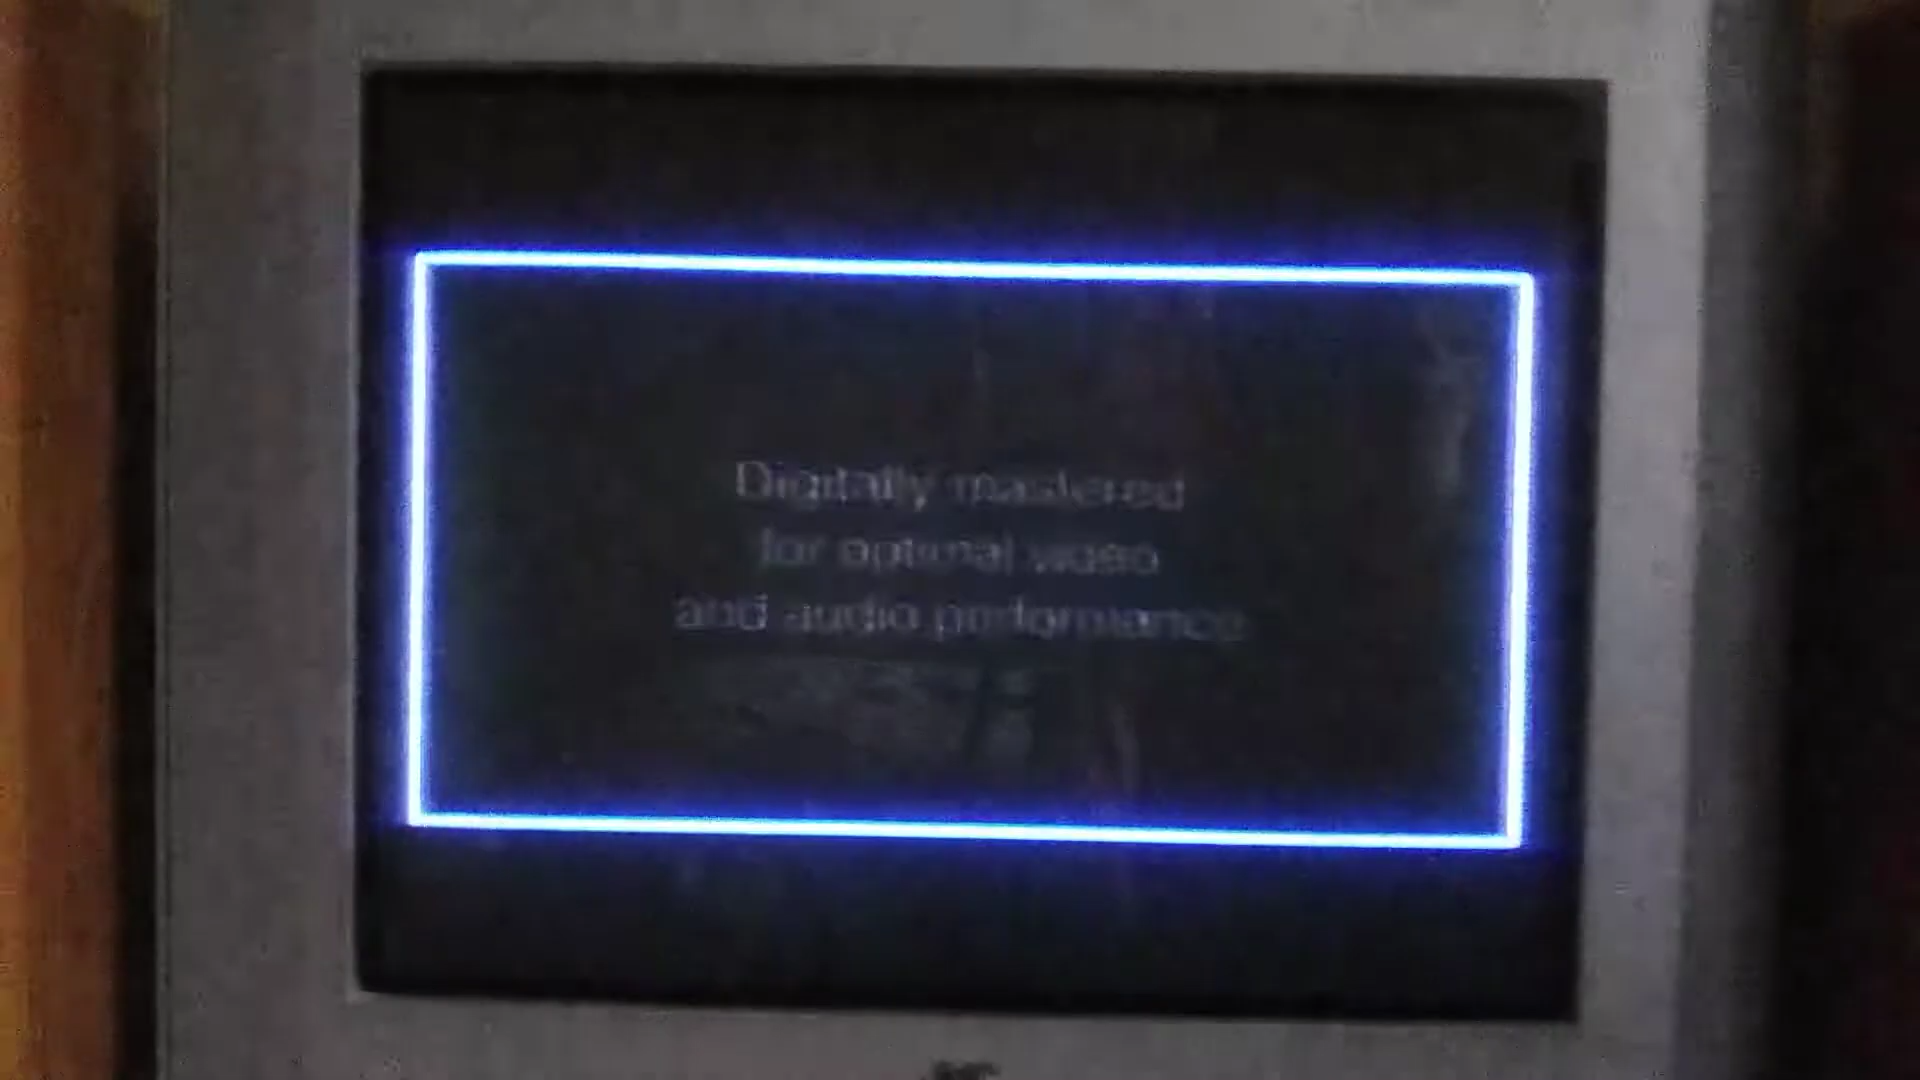 Digitally mastered
for optimal video
and audio performance